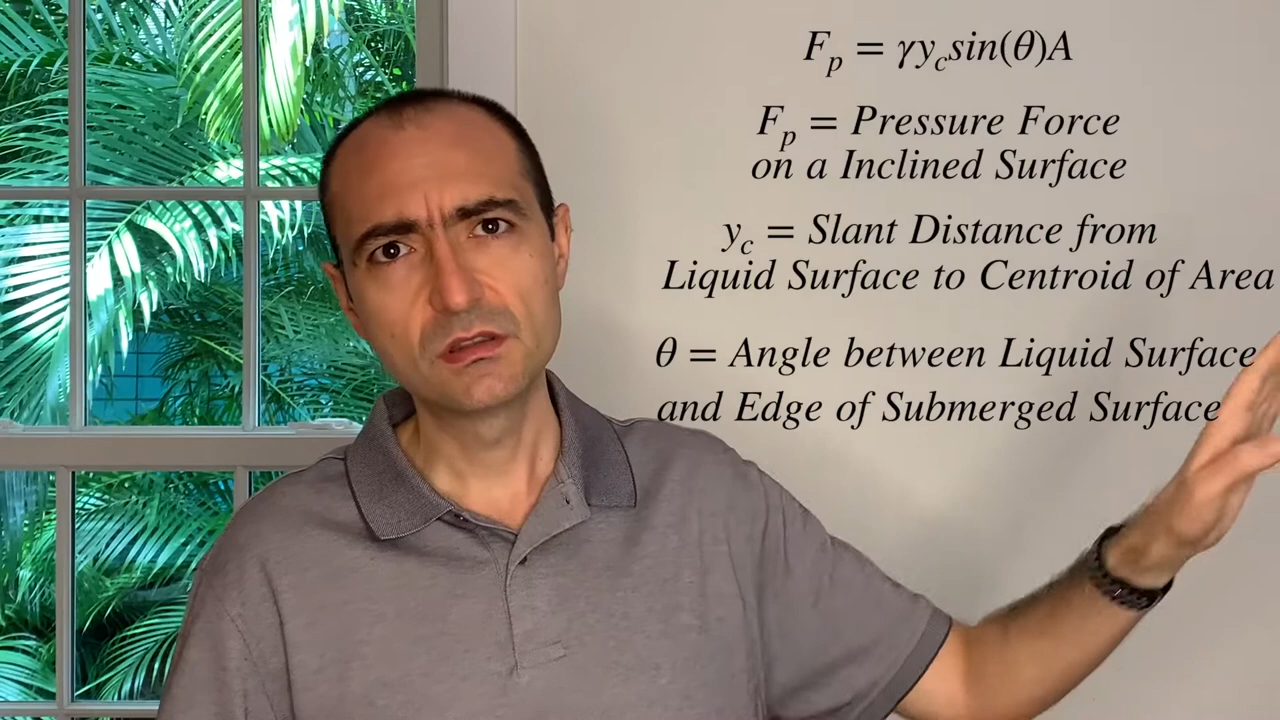 F_p = γy_c sin(θ)A
F_p = Pressure Force
on a Inclined Surface
y_c = Slant Distance from
Liquid Surface to Centroid of Area
θ = Angle between Liquid Surface
and Edge of Submerged Surface